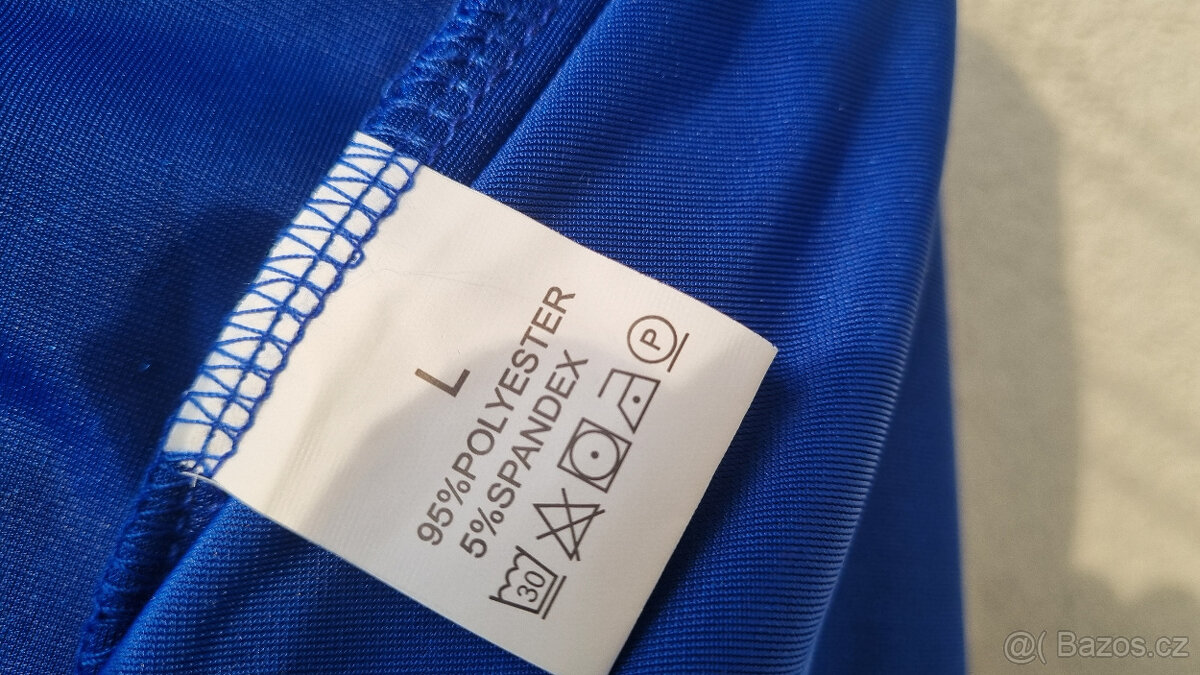 L
95%POLYESTER
5%SPANDEX
30 P
@( Bazos.cz